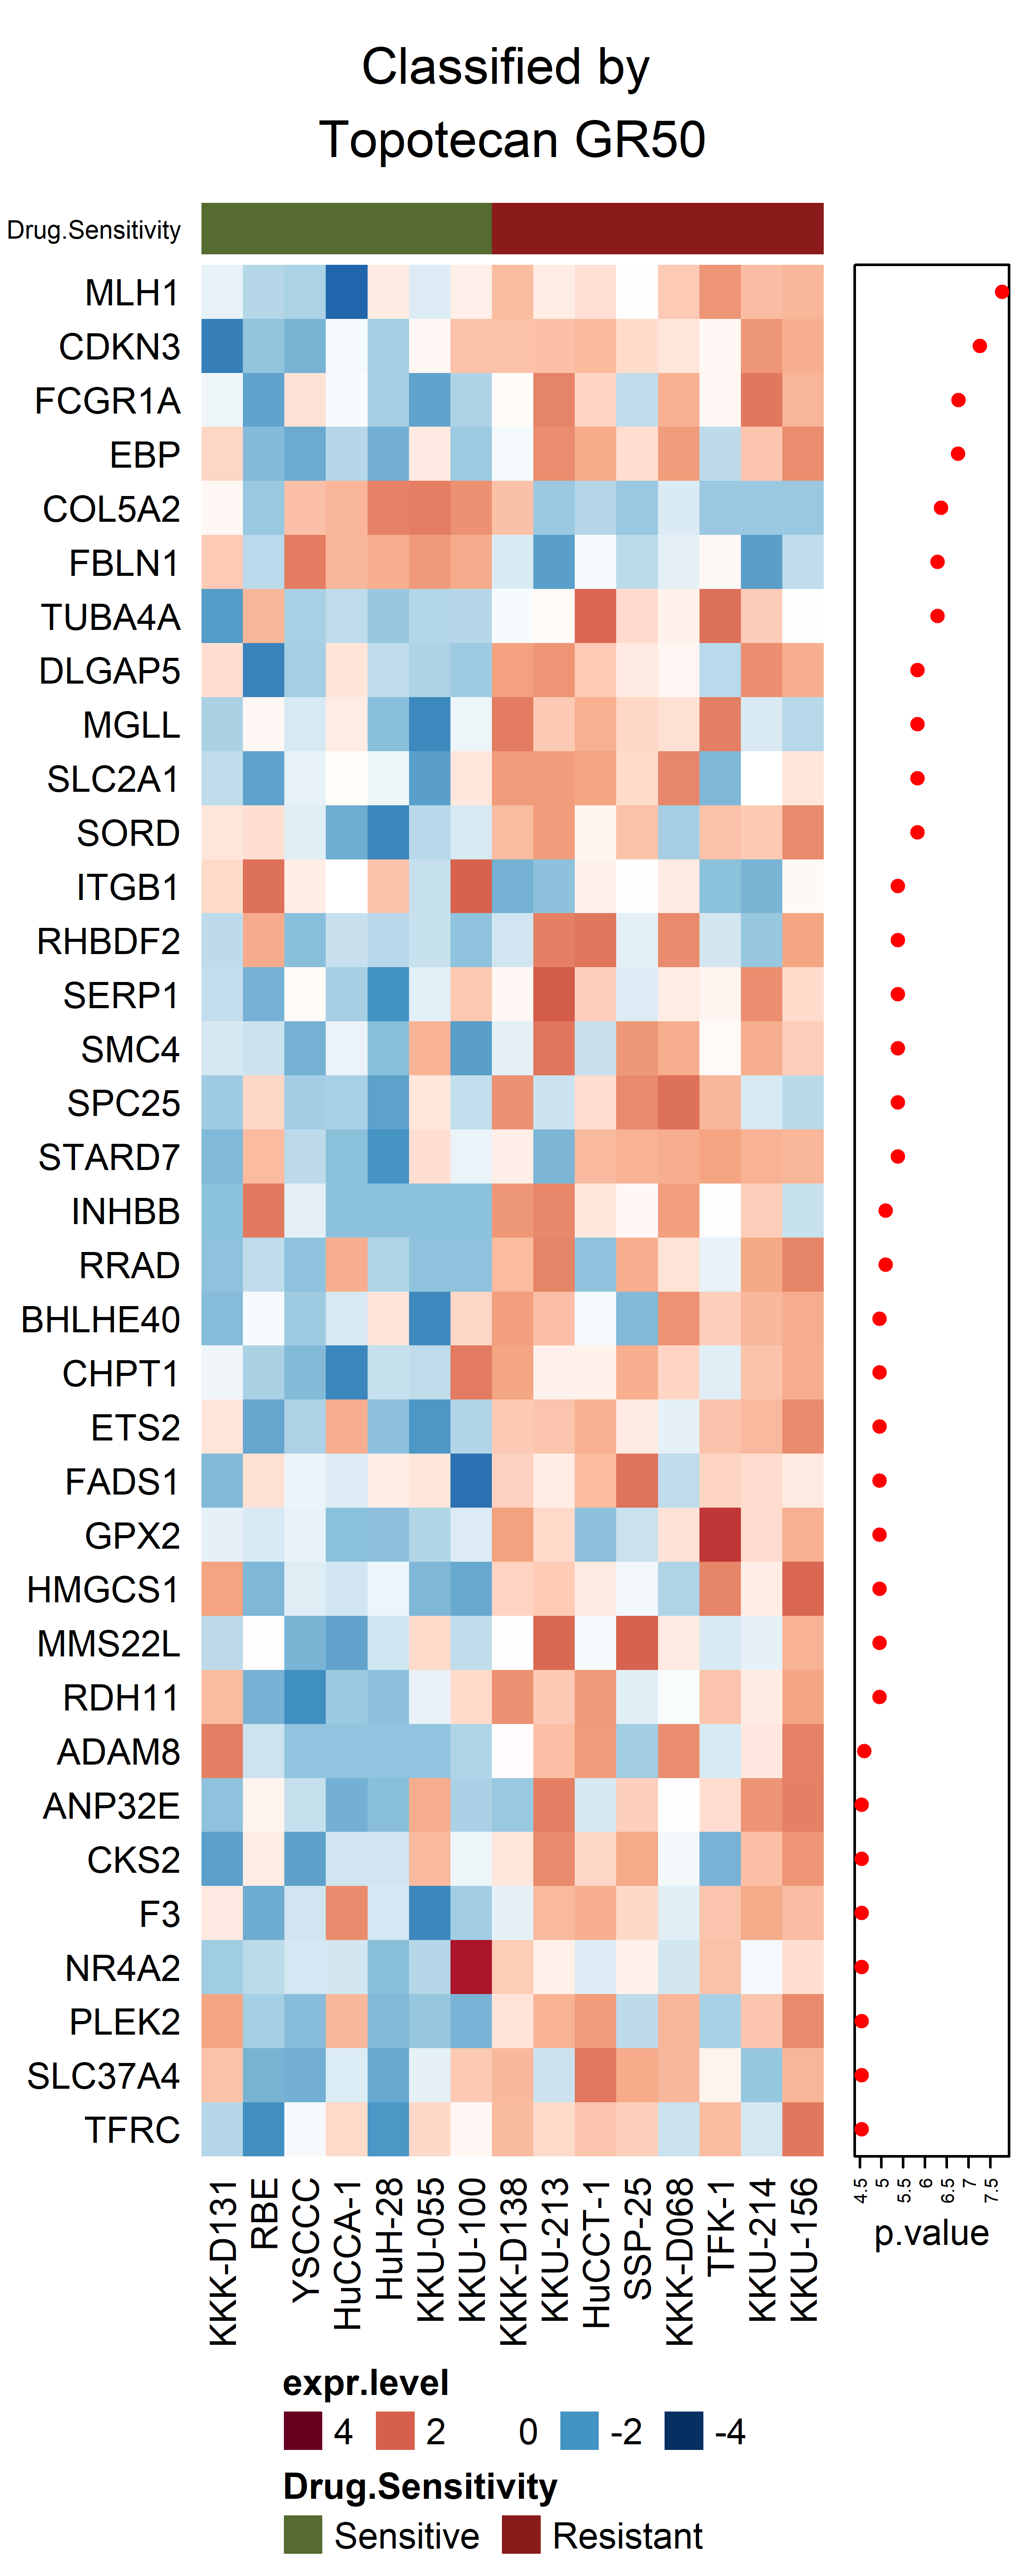 Classified by
Topotecan GR50
Drug.Sensitivity
MLH1
CDKN3
FCGR1A
EBP
COL5A2
FBLN1
TUBA4A
DLGAP5
MGLL
SLC2A1
SORD
ITGB1
RHBDF2
SERP1
SMC4
SPC25
STARD7
INHBB
RRAD
BHLHE40
CHPT1
ETS2
FADS1
GPX2
HMGCS1
MMS22L
RDH11
ADAM8
ANP32E
CKS2
F3
NR4A2
PLEK2
SLC37A4
TFRC
KKK-D131 RBE YSCCC HuCCA-1 HuH-28 KKU-055 KKU-100 KKK-D138 KKU-213 HuCCT-1 SSP-25 KKK-D068 TFK-1 KKU-214 KKU-156
4.5 5 5.5 6 6.5 7 7.5
p.value
expr.level
4 2 0 -2 -4
Drug.Sensitivity
Sensitive Resistant